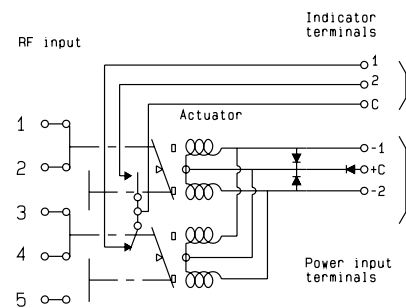 Indicator
terminals
RF input
1
2
C
Actuator
1
2
3
4
5
-1
+C
-2
Power input
terminals